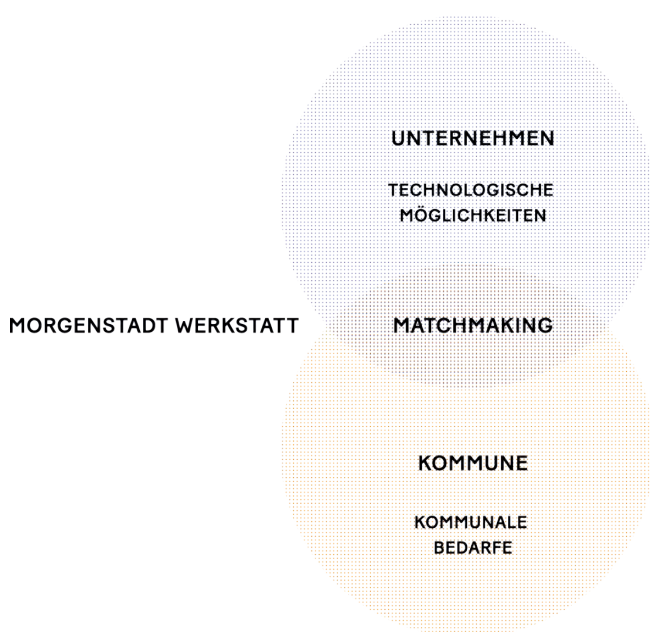 UNTERNEHMEN
TECHNOLOGISCHE
MÖGLICHKEITEN
MORGENSTADT WERKSTATT
MATCHMAKING
KOMMUNE
KOMMUNALE
BEDARFE